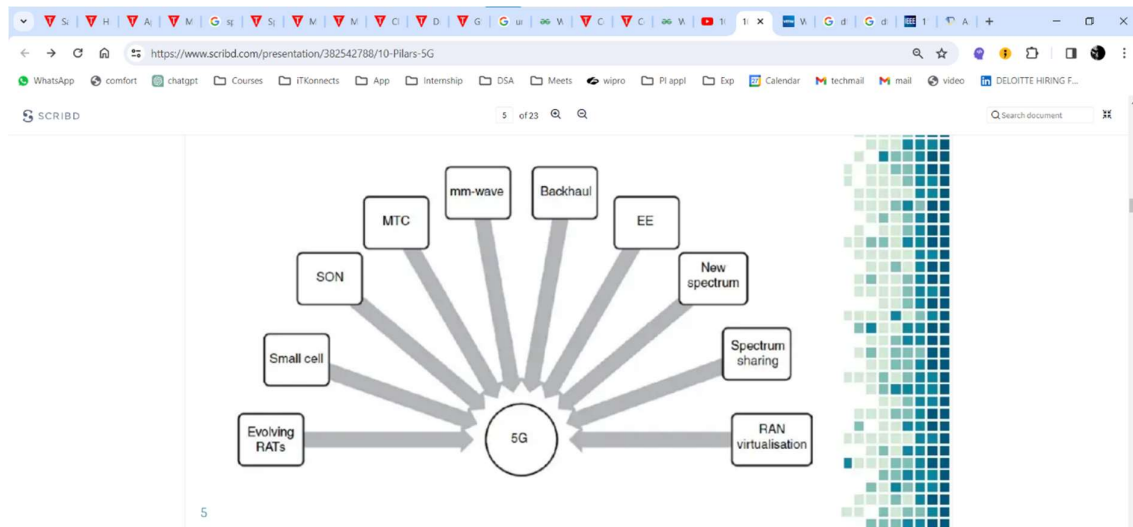 https://www.scribd.com/presentation/382542788/10-Pilars-5G
WhatsApp comfort chatgpt Courses iTKonnects App Internship DSA Meets wipro PI appl Exp Calendar techmail mail video DELOITTE HIRING F...
SCRIBD
5 of 23
Search document
mm-wave
Backhaul
MTC
EE
SON
New
spectrum
Small cell
Spectrum
sharing
Evolving
RATs
5G
RAN
virtualisation
5